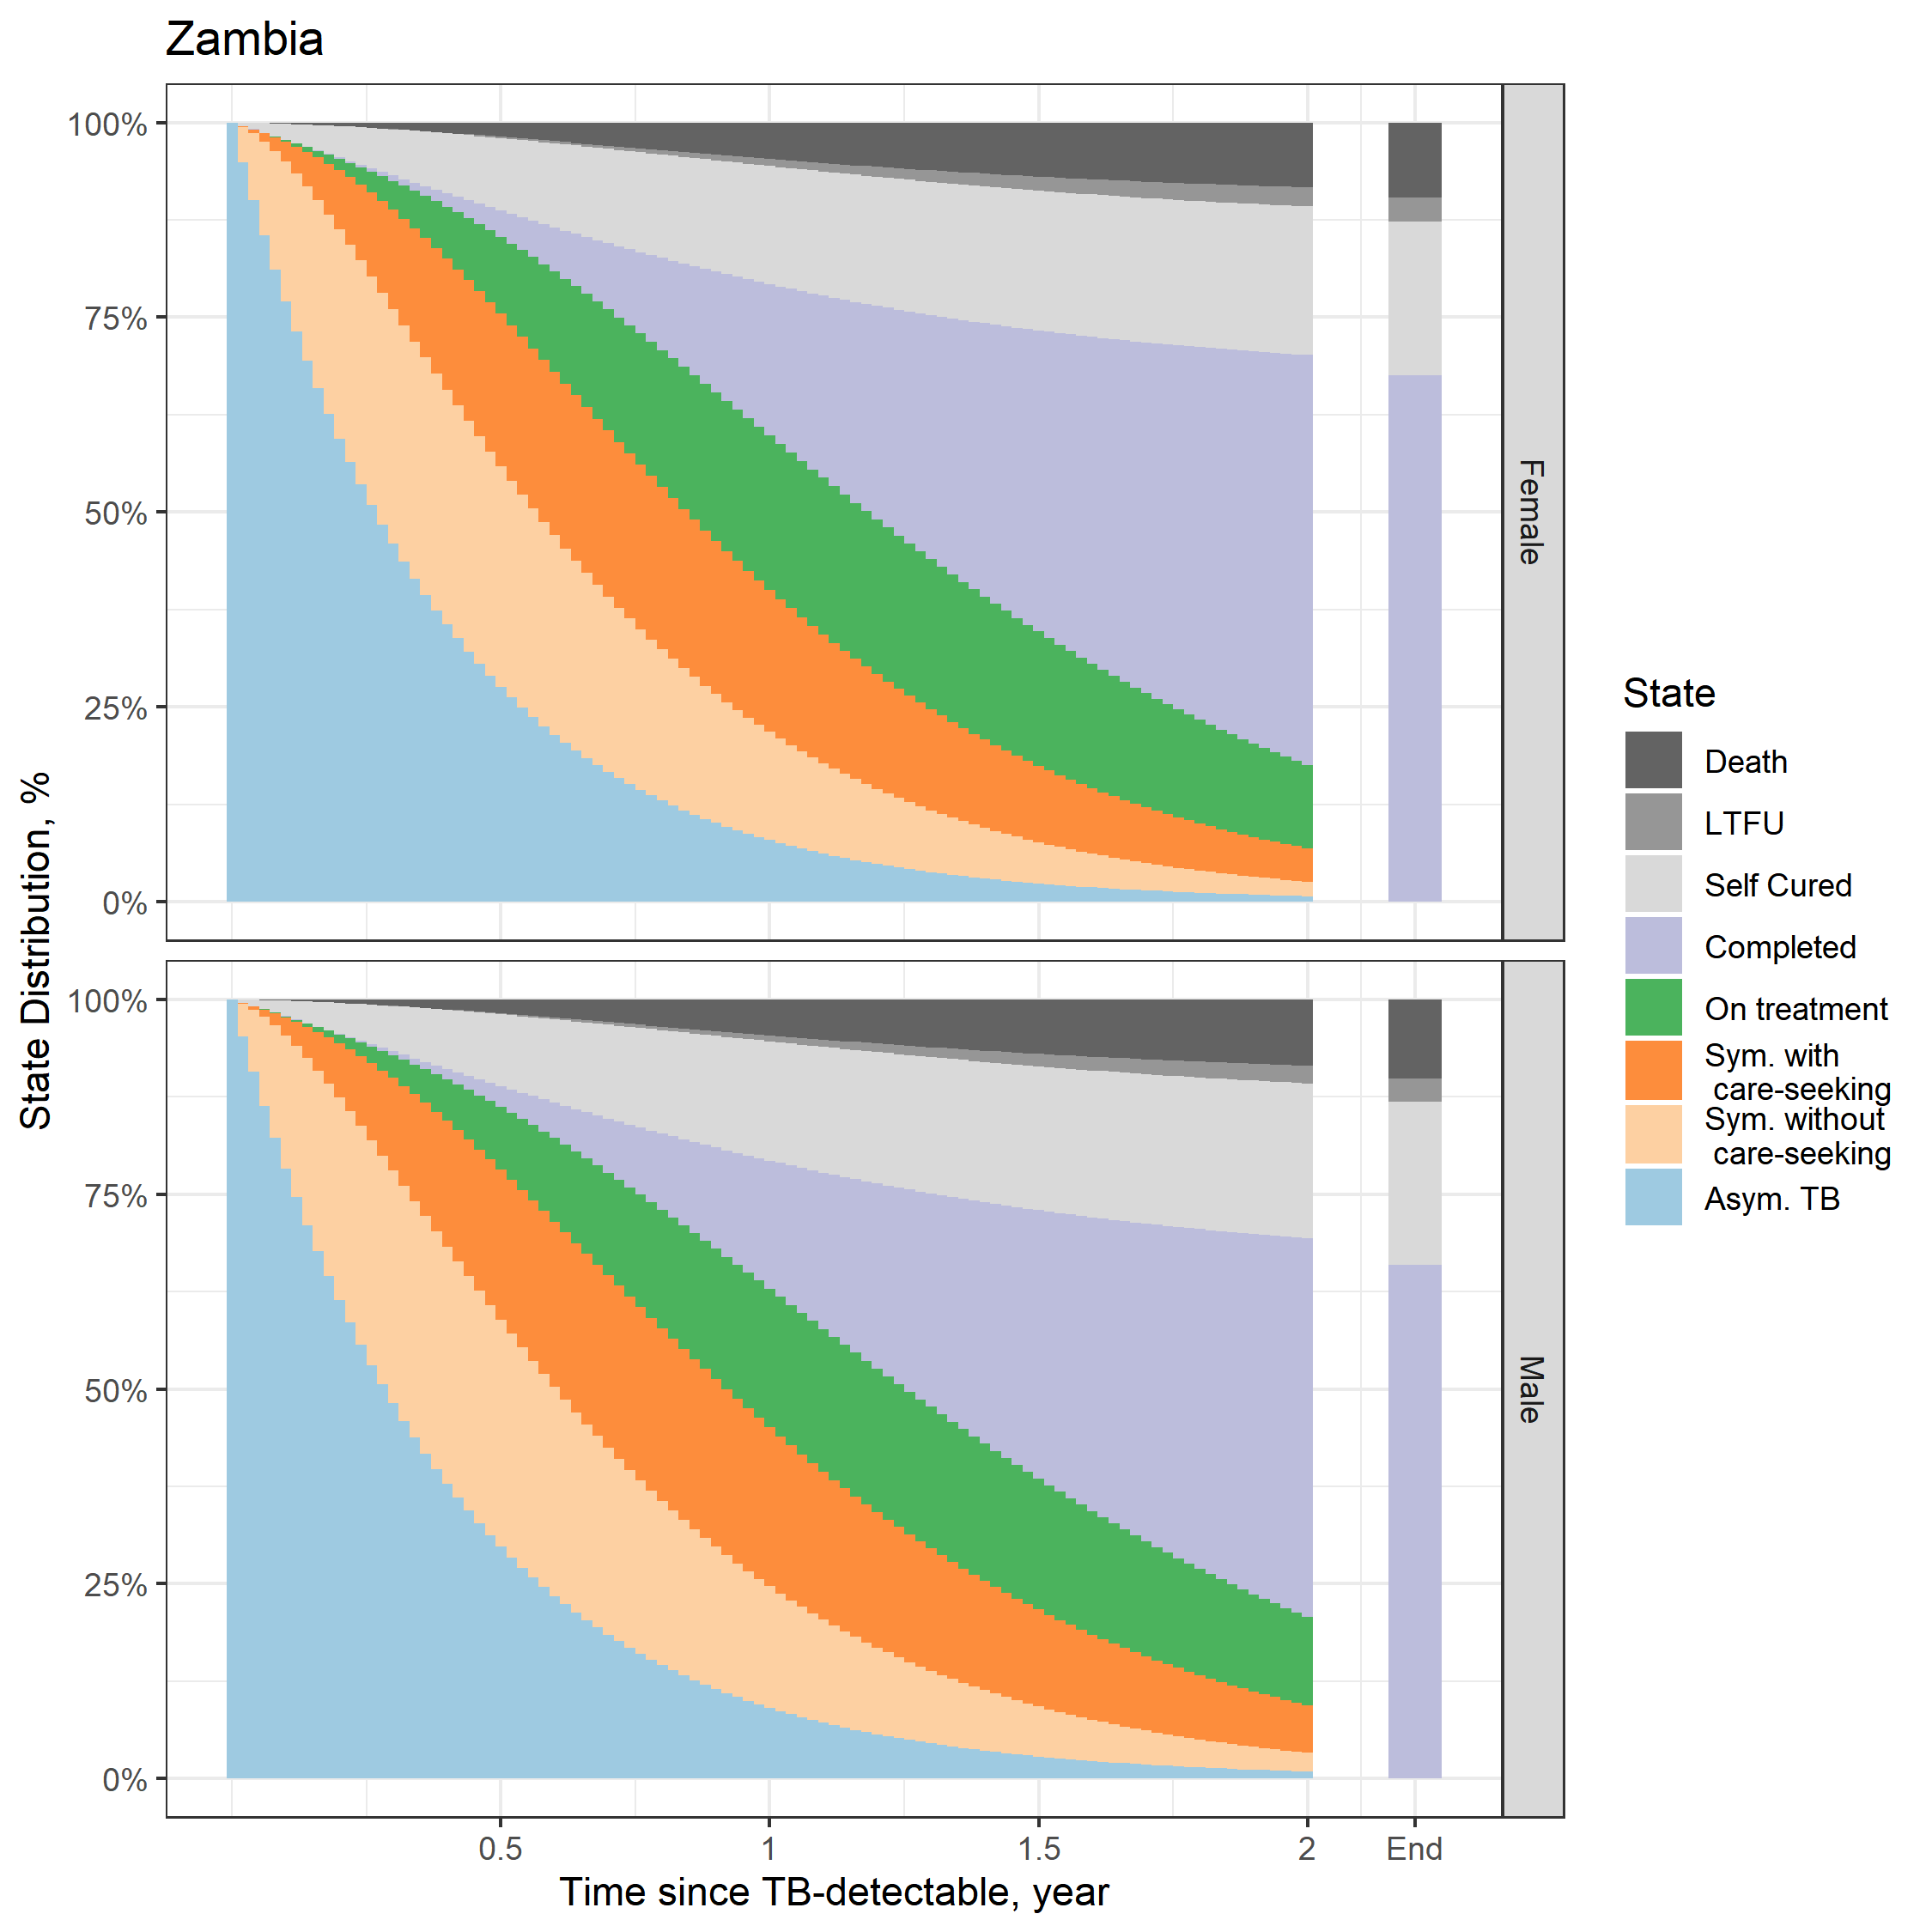 Zambia
State Distribution, %
100%
75%
50%
25%
0%
Female
100%
75%
50%
25%
0%
Male
0.5
1
1.5
2
End
Time since TB-detectable, year
State
Death
LTFU
Self Cured
Completed
On treatment
Sym. with
care-seeking
Sym. without
care-seeking
Asym. TB